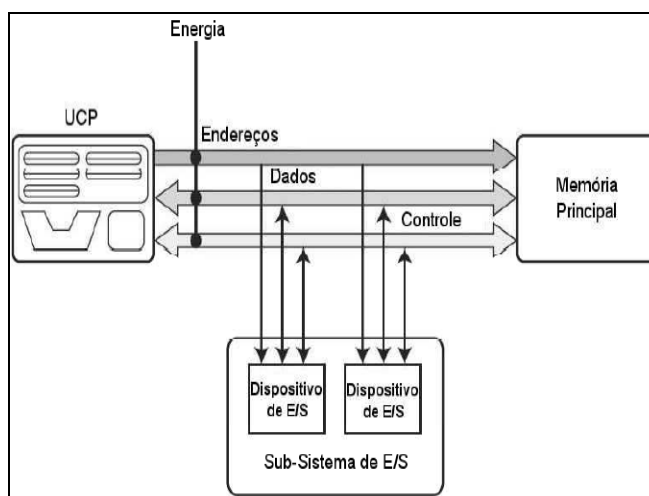 Energia
UCP
Endereços
Dados
Controle
Memória
Principal
Dispositivo
de E/S
Dispositivo
de E/S
Sub-Sistema de E/S